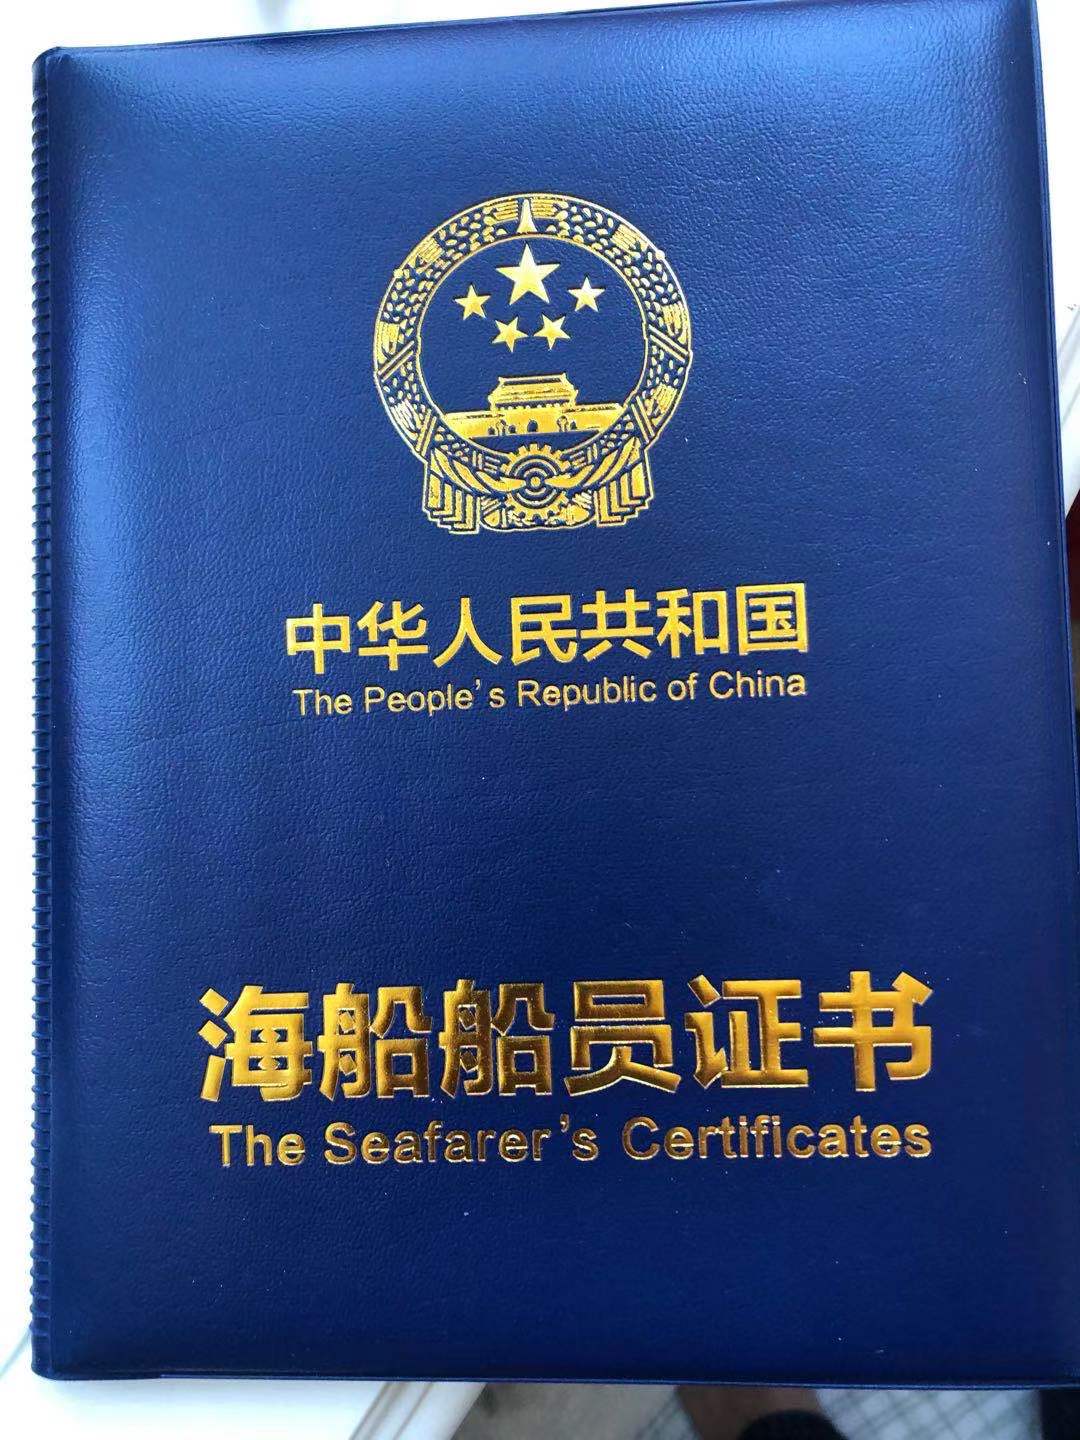 中华人民共和国
The People's Republic of China
海船船员证书
The Seafarer's Certificates